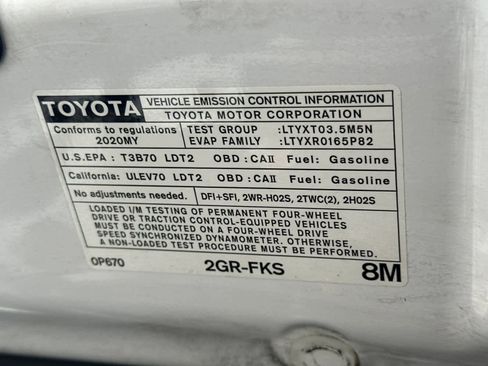 TOYOTA
VEHICLE EMISSION CONTROL INFORMATION
TOYOTA MOTOR CORPORATION
Conforms to regulations
2020MY
TEST GROUP :LTYXT03.5M5N
EVAP FAMILY :LTYXR0165P82
U.S.EPA : T3B70 LDT2 OBD : CAII Fuel: Gasoline
California: ULEV70 LDT2 OBD : CAII Fuel: Gasoline
No adjustments needed. DFI+SFI, 2WR-HO2S, 2TWC(2), 2HO2S
LOADED I/M TESTING OF PERMANENT FOUR-WHEEL
DRIVE OR TRACTION CONTROL-EQUIPPED VEHICLES
MUST BE CONDUCTED ON A FOUR-WHEEL DRIVE
SPEED SYNCHRONIZED DYNAMOMETER. OTHERWISE,
A NON-LOADED TEST PROCEDURE MUST BE PERFORMED.
0P670 2GR-FKS 8M